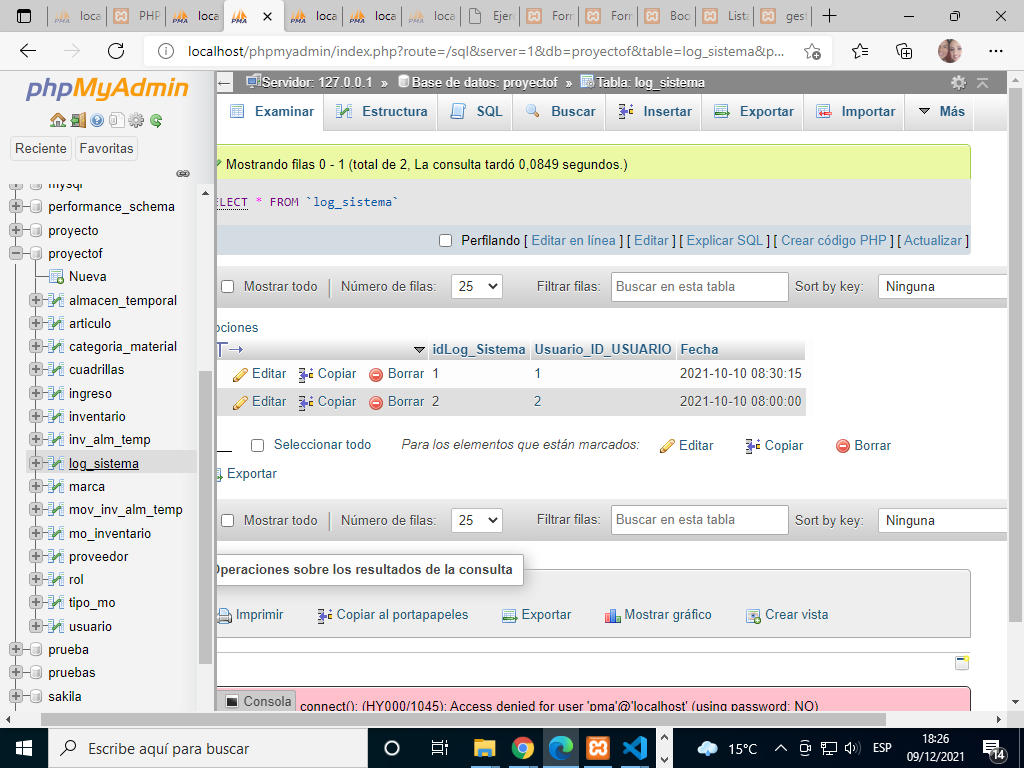 loca
PHP
loca
loca
loca
loca
Ejer
Forr
Forr
Boc
Lista
gest
localhost/phpmyadmin/index.php?route=/sql&server=1&db=proyectof&table=log_sistema&p...
phpMyAdmin
Reciente
Favoritas
mysql
performance_schema
proyecto
proyectof
Nueva
almacen_temporal
articulo
categoria_material
cuadrillas
ingreso
inventario
inv_alm_temp
log_sistema
marca
mov_inv_alm_temp
mo_inventario
proveedor
rol
tipo_mo
usuario
prueba
pruebas
sakila
Servidor: 127.0.0.1 » Base de datos: proyectof » Tabla: log_sistema
Examinar Estructura SQL Buscar Insertar Exportar Importar Más
Mostrando filas 0 - 1 (total de 2, La consulta tardó 0,0849 segundos.)
ELECT * FROM `log_sistema`
Perfilando [ Editar en línea ] [ Editar ] [ Explicar SQL ] [ Crear código PHP ] [ Actualizar ]
Mostrar todo | Número de filas: 25 Filtrar filas: Buscar en esta tabla Sort by key: Ninguna
pciones
idLog_Sistema Usuario_ID_USUARIO Fecha
Editar Copiar Borrar 1 1 2021-10-10 08:30:15
Editar Copiar Borrar 2 2 2021-10-10 08:00:00
Seleccionar todo Para los elementos que están marcados: Editar Copiar Borrar
Exportar
Mostrar todo | Número de filas: 25 Filtrar filas: Buscar en esta tabla Sort by key: Ninguna
Operaciones sobre los resultados de la consulta
Imprimir Copiar al portapapeles Exportar Mostrar gráfico Crear vista
Consola
connect(): (HY000/1045): Access denied for user 'pma'@'localhost' (using password: NO)
Escribe aquí para buscar
15°C
ESP
18:26
09/12/2021
14